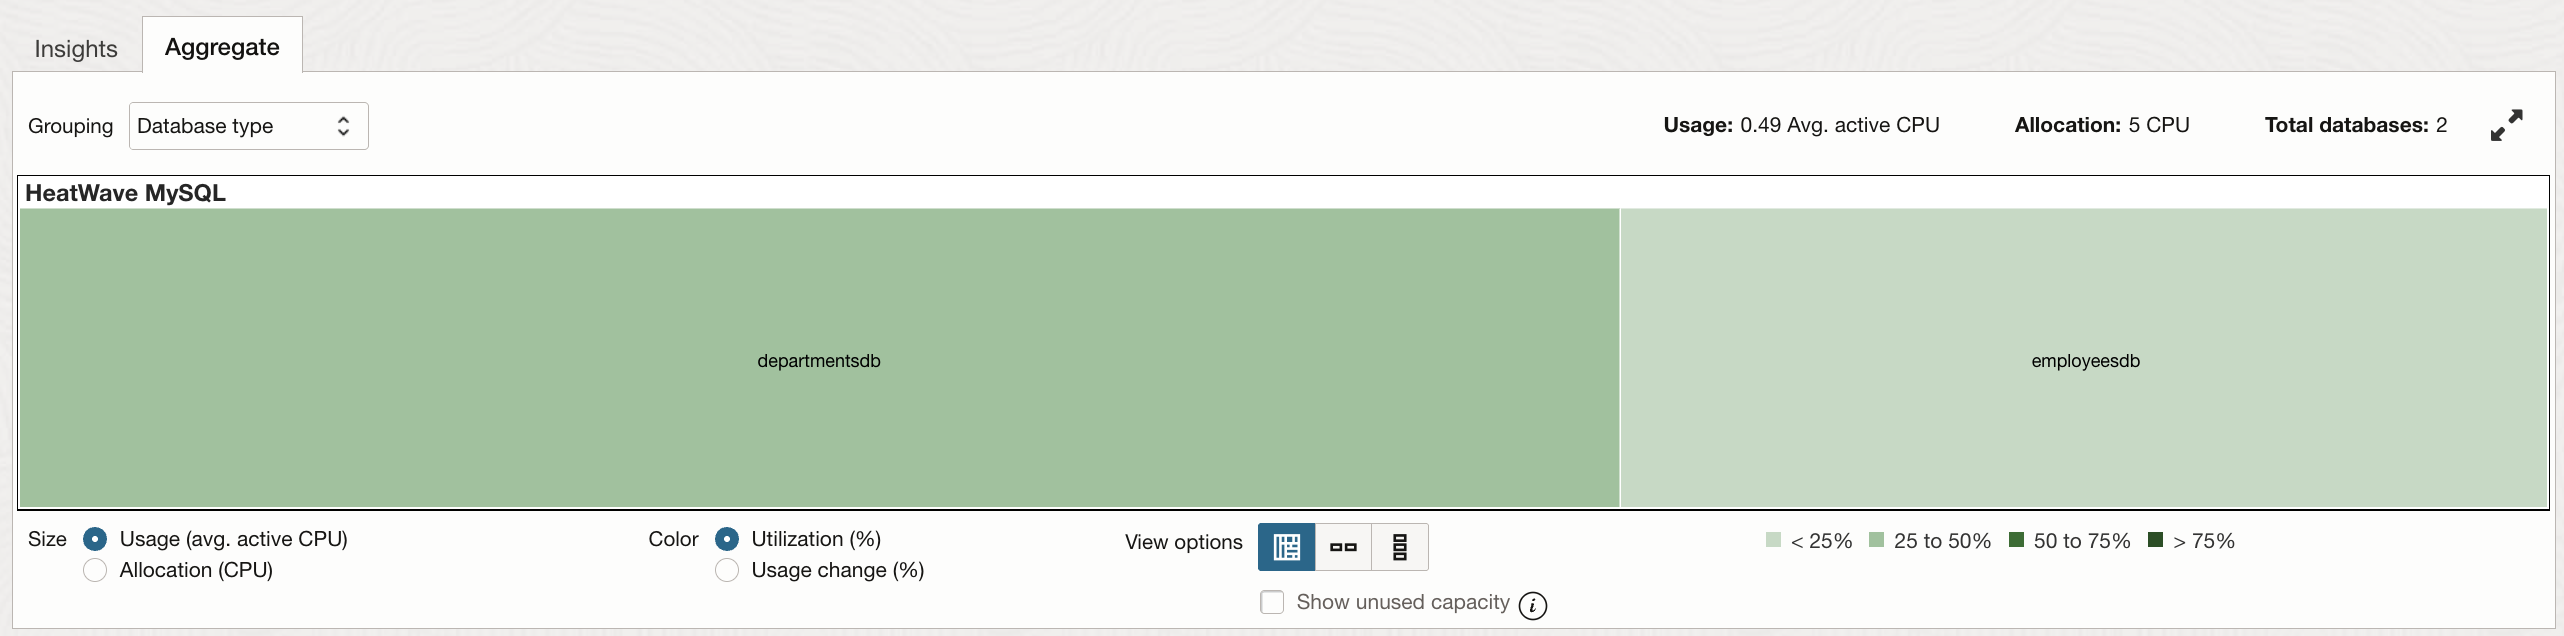 Insights Aggregate
Grouping Database type Usage: 0.49 Avg. active CPU Allocation: 5 CPU Total databases: 2
HeatWave MySQL
departmentsdb employeesdb
Size Usage (avg. active CPU) Color Utilization (%) View options < 25% 25 to 50% 50 to 75% > 75%
Allocation (CPU) Usage change (%)
Show unused capacity i